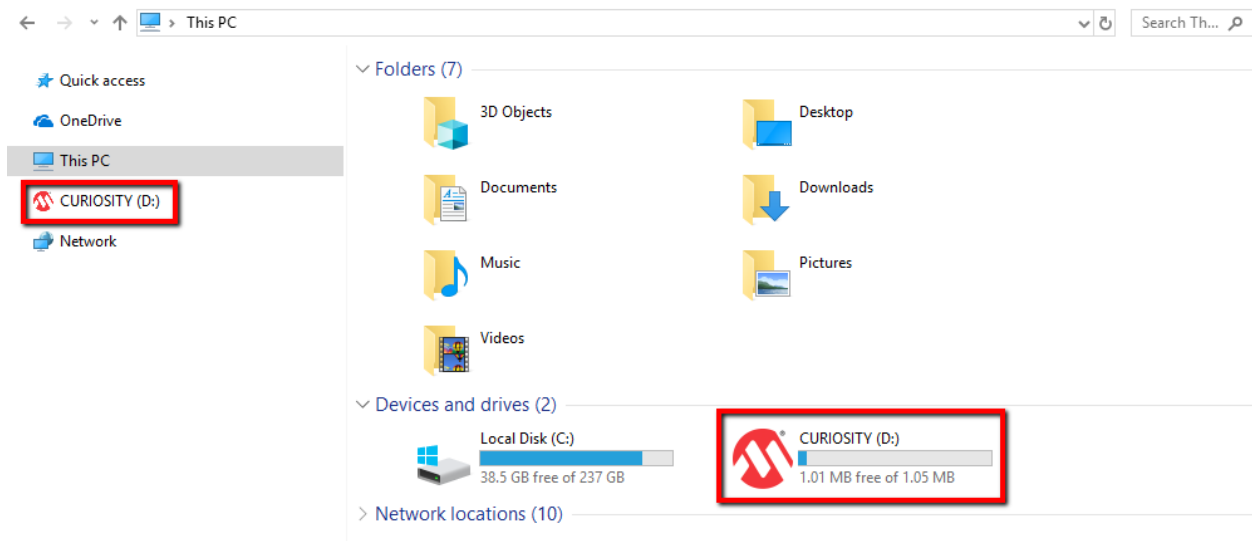 This PC
Search Th...
Quick access
OneDrive
This PC
CURIOSITY (D:)
Network
Folders (7)
3D Objects
Desktop
Documents
Downloads
Music
Pictures
Videos
Devices and drives (2)
Local Disk (C:)
38.5 GB free of 237 GB
CURIOSITY (D:)
1.01 MB free of 1.05 MB
Network locations (10)